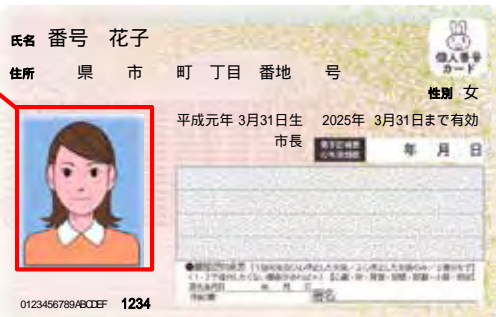 氏名 番号 花子
個人番号
カード
住所 県 市 町 丁目 番地 号
性別 女
平成元年 3月31日生 2025年 3月31日まで有効
市長
年 月 日
0123456789ABCDEF 1234